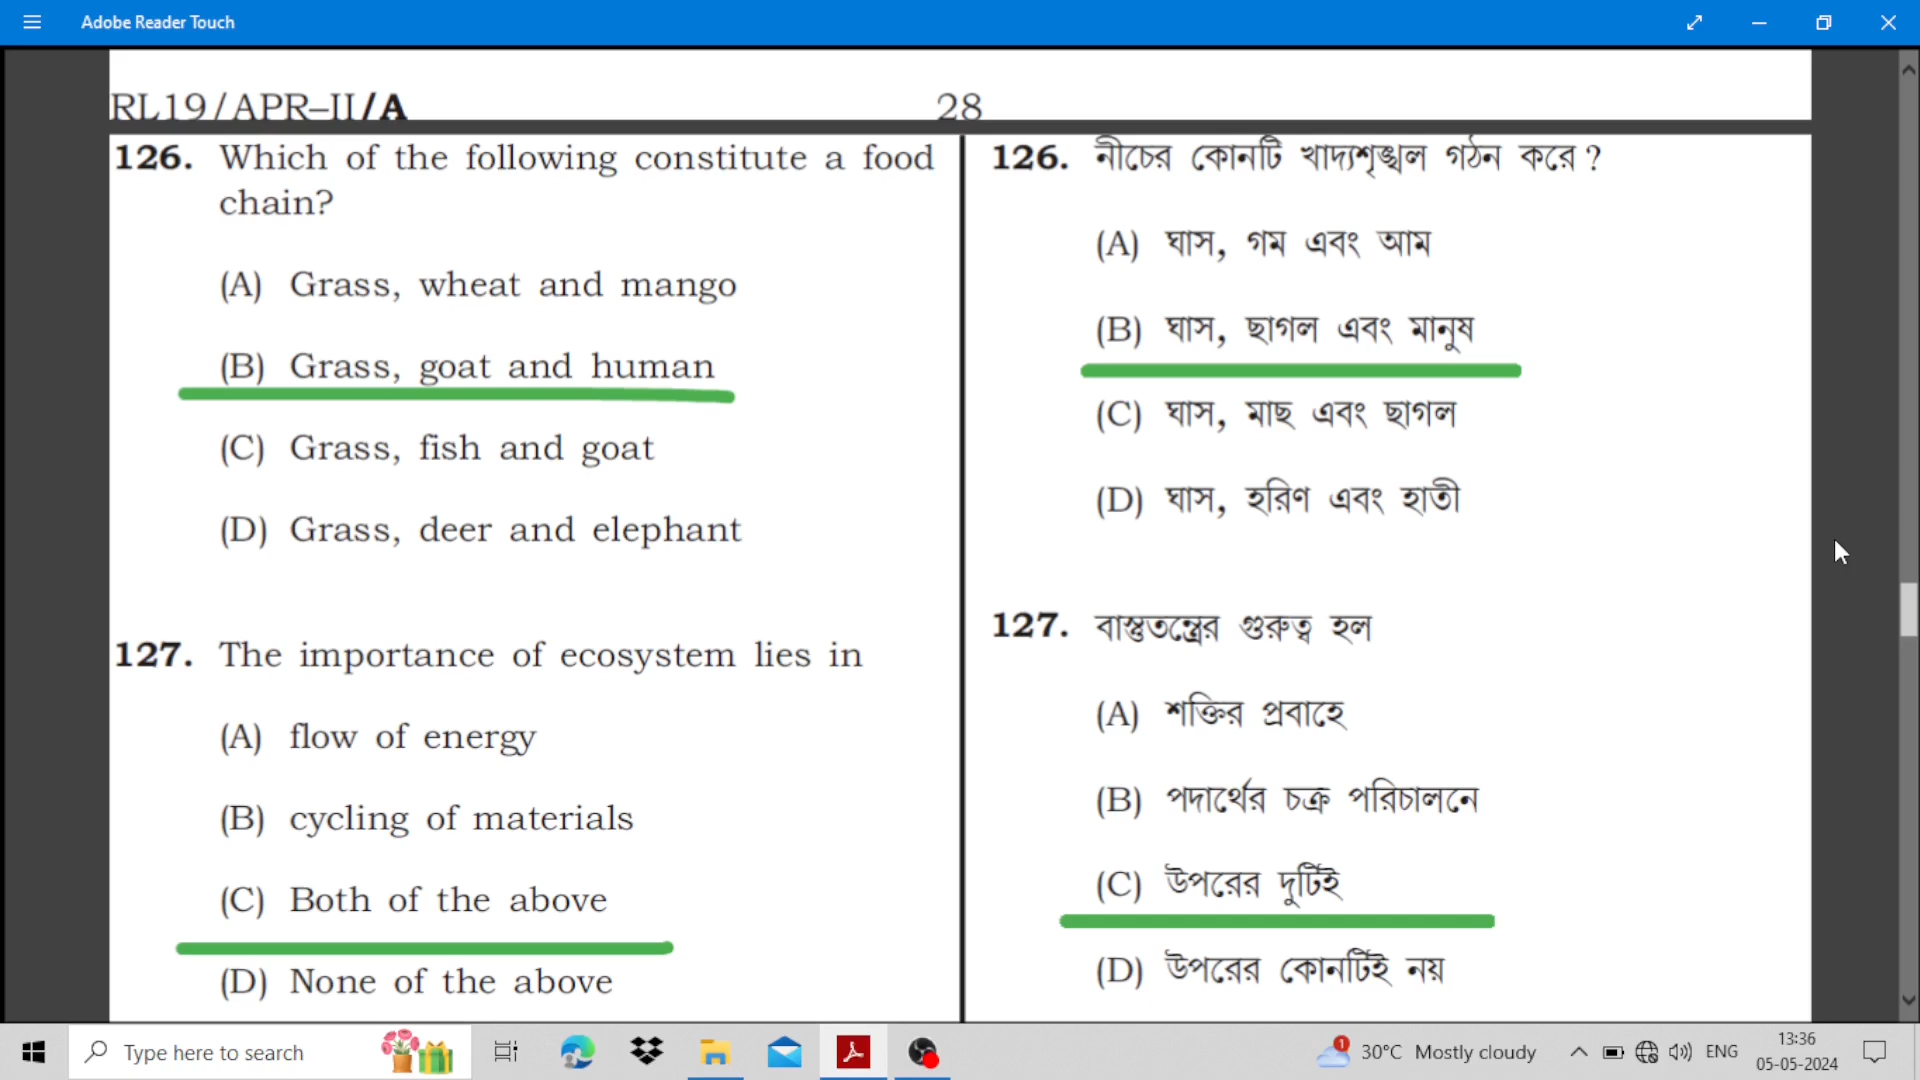 Adobe Reader Touch
RL19/APR–II/A
28
126. Which of the following constitute a food
chain?
(A) Grass, wheat and mango
(B) Grass, goat and human
(C) Grass, fish and goat
(D) Grass, deer and elephant
127. The importance of ecosystem lies in
(A) flow of energy
(B) cycling of materials
(C) Both of the above
(D) None of the above
126. নীচের কোনটি খাদ্যশৃঙ্খল গঠন করে ?
(A) ঘাস, গম এবং আম
(B) ঘাস, ছাগল এবং মানুষ
(C) ঘাস, মাছ এবং ছাগল
(D) ঘাস, হরিণ এবং হাতী
127. বাস্তুতন্ত্রের গুরুত্ব হল
(A) শক্তির প্রবাহে
(B) পদার্থের চক্র পরিচালনে
(C) উপরের দুটিই
(D) উপরের কোনটিই নয়
Type here to search
1
30°C Mostly cloudy
ENG
13:36
05-05-2024